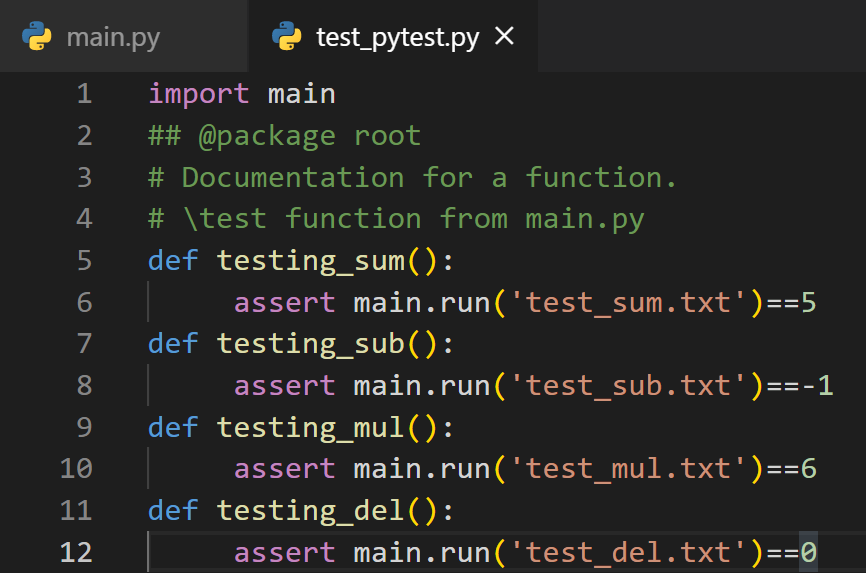 main.py test_pytest.py
1 import main
2 ## @package root
3 # Documentation for a function.
4 # \test function from main.py
5 def testing_sum():
6 assert main.run('test_sum.txt')==5
7 def testing_sub():
8 assert main.run('test_sub.txt')==-1
9 def testing_mul():
10 assert main.run('test_mul.txt')==6
11 def testing_del():
12 assert main.run('test_del.txt')==0